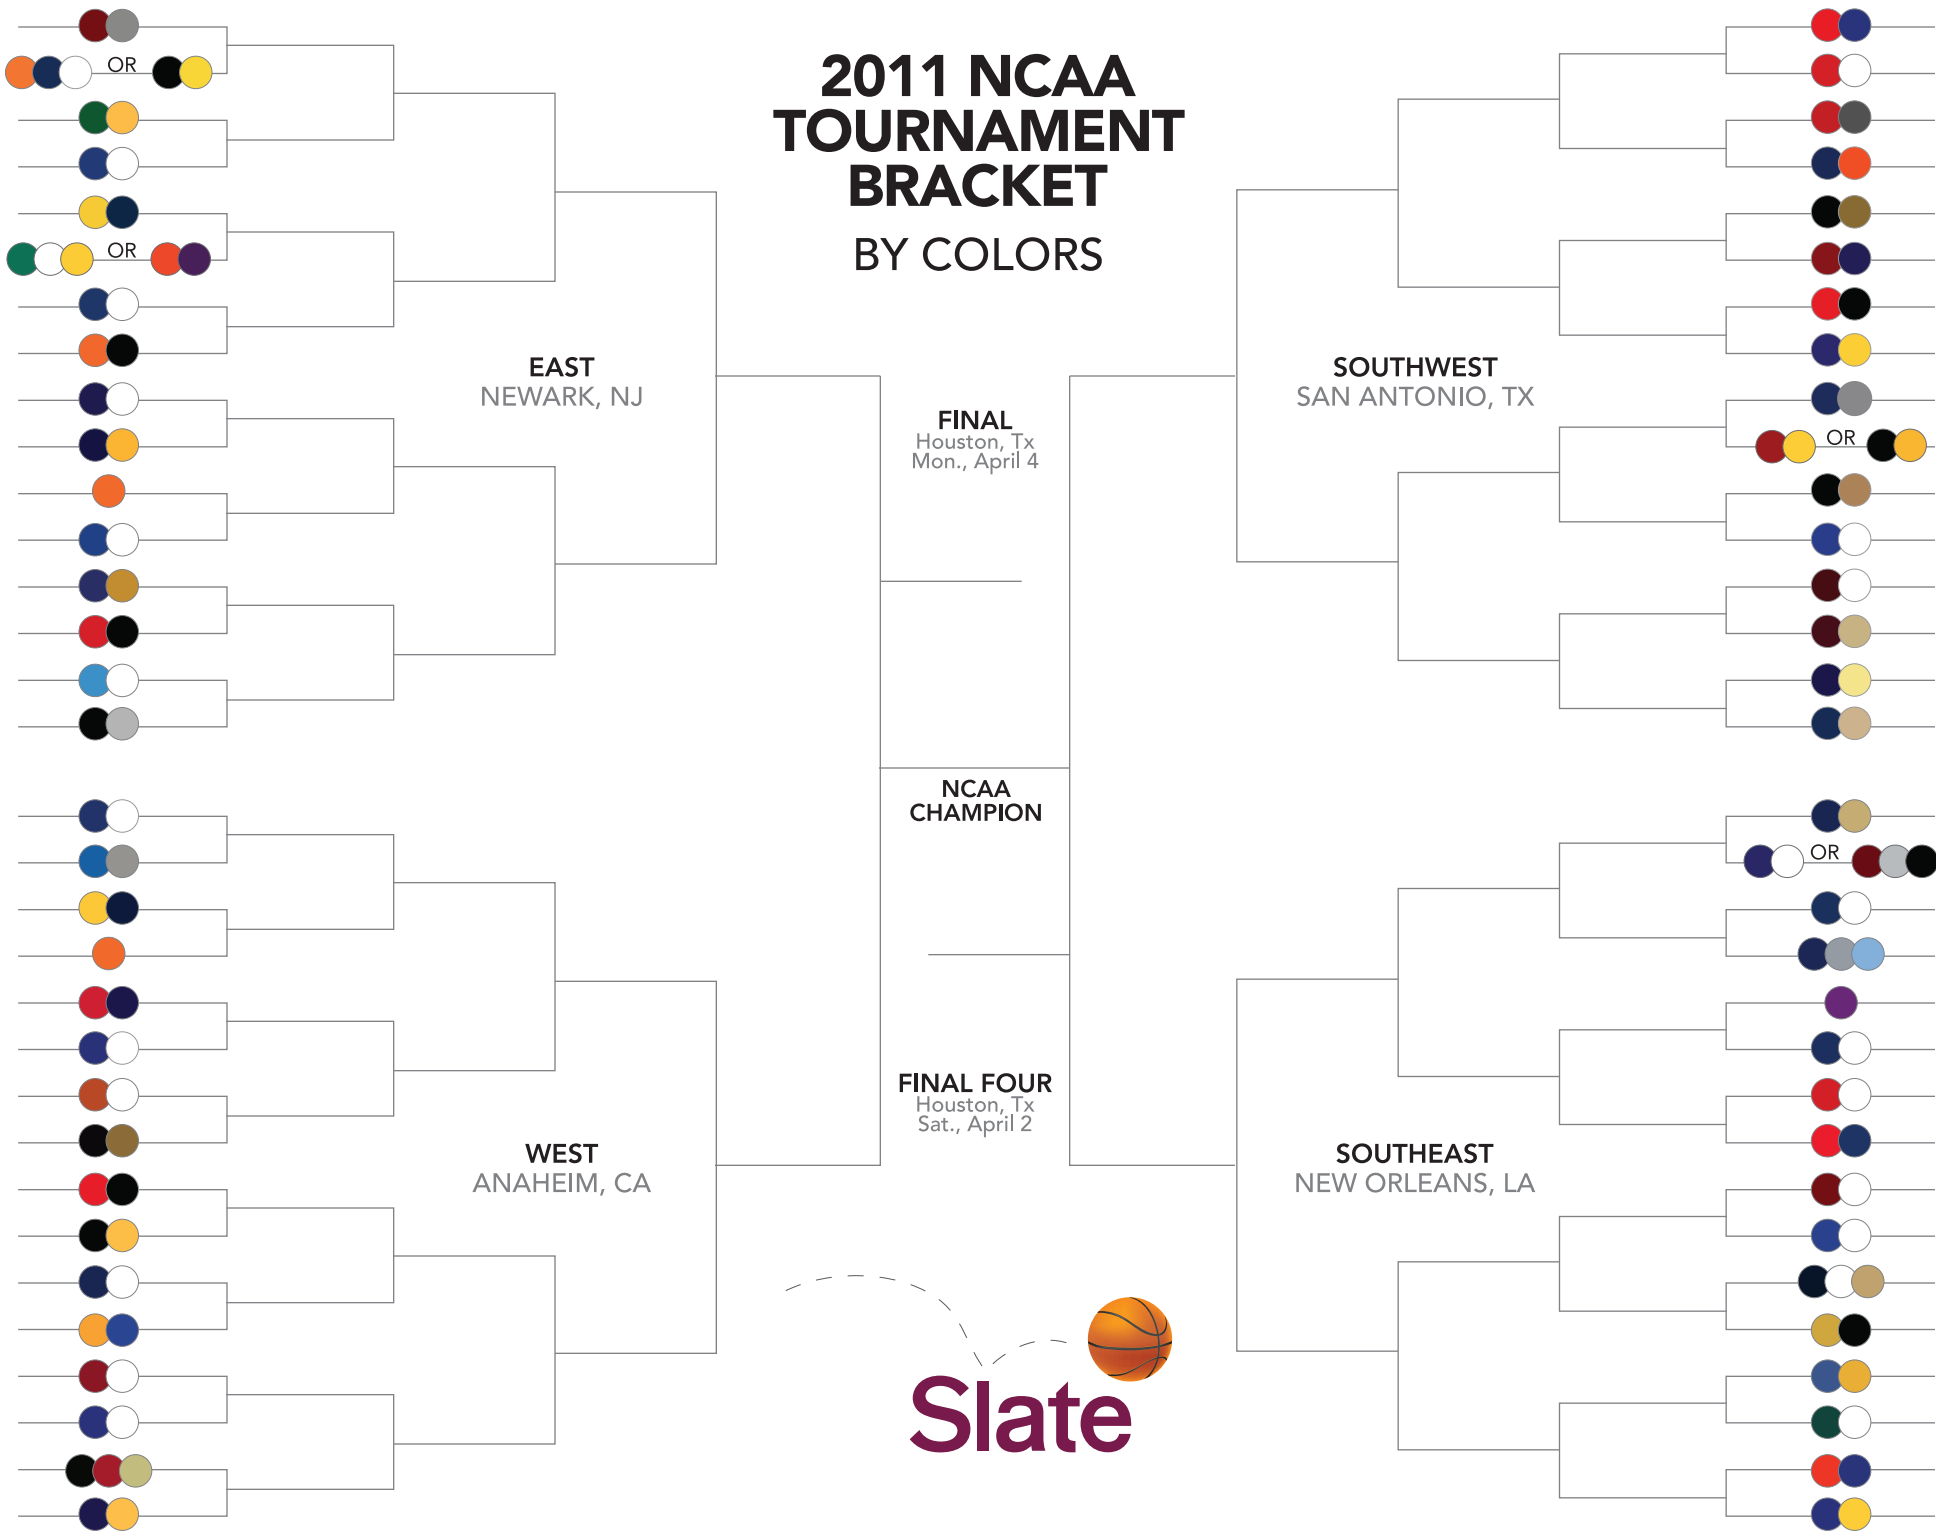 2011 NCAA
TOURNAMENT
BRACKET
BY COLORS
OR
OR
EAST
NEWARK, NJ
FINAL
Houston, Tx
Mon., April 4
SOUTHWEST
SAN ANTONIO, TX
OR
NCAA
CHAMPION
OR
WEST
ANAHEIM, CA
FINAL FOUR
Houston, Tx
Sat., April 2
SOUTHEAST
NEW ORLEANS, LA
Slate